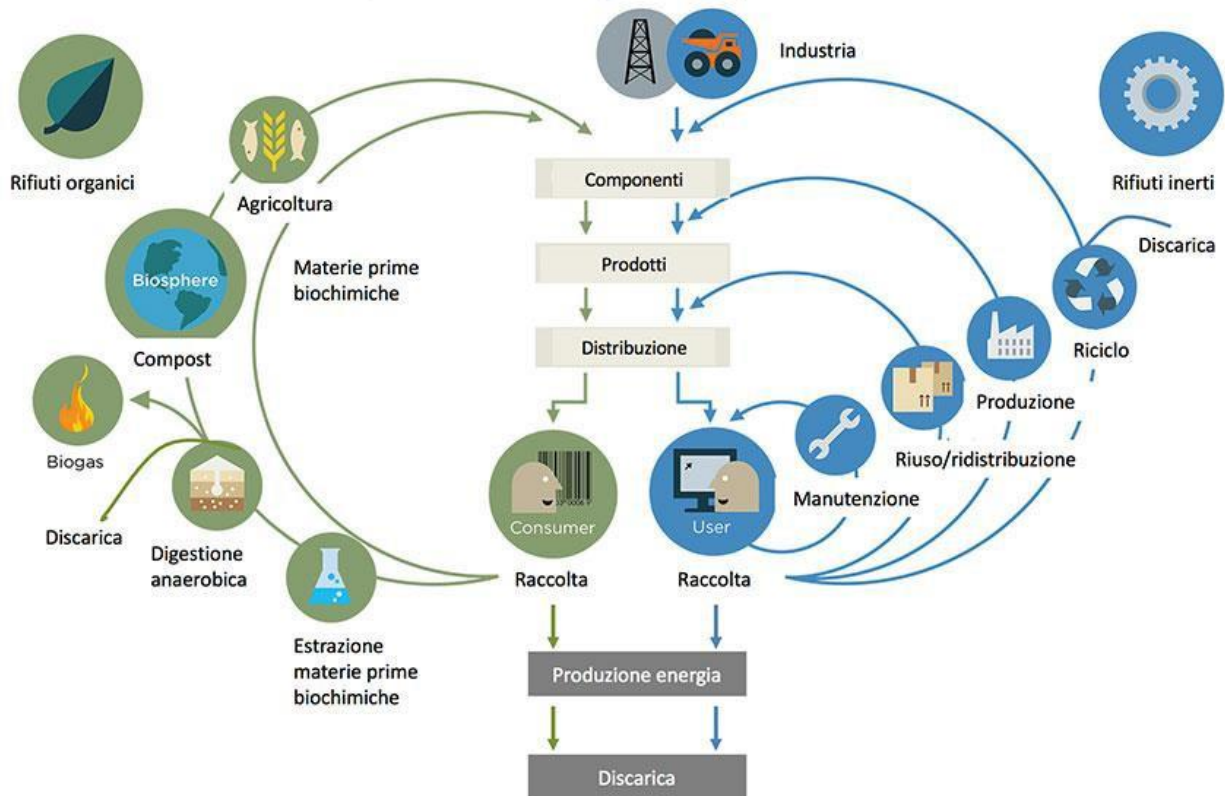 Industria
Rifiuti organici
Rifiuti inerti
Componenti
Agricoltura
Discarica
Prodotti
Materie prime
biochimiche
Biosphere
Distribuzione
Compost
Riciclo
Produzione
Biogas
Riuso/ridistribuzione
Manutenzione
Consumer
User
Discarica
Digestione
anaerobica
Raccolta
Raccolta
Estrazione
materie prime
biochimiche
Produzione energia
Discarica